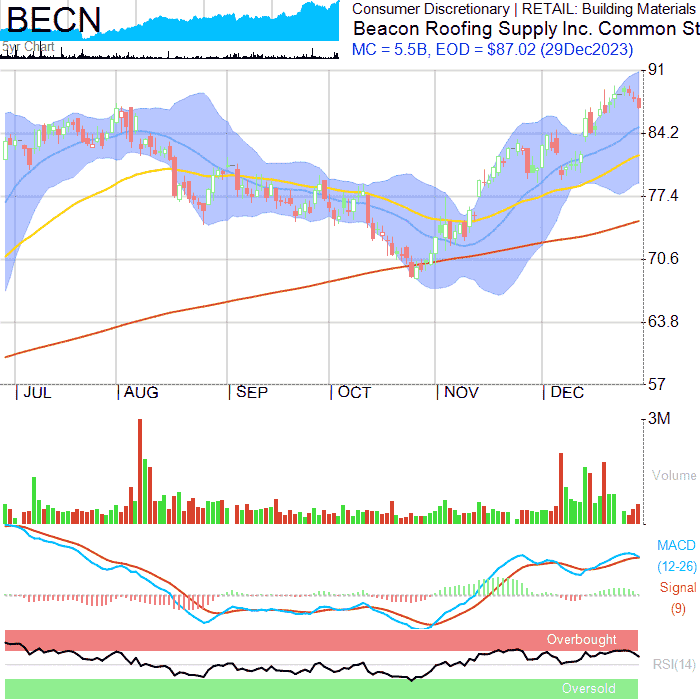 BECN
5yr Chart
Consumer Discretionary | RETAIL: Building Materials
Beacon Roofing Supply Inc. Common St
MC = 5.5B, EOD = $87.02 (29Dec2023)
91
84.2
77.4
70.6
63.8
57
JUL AUG SEP OCT NOV DEC
3M
Volume
MACD
(12-26)
Signal
(9)
Overbought
RSI(14)
Oversold